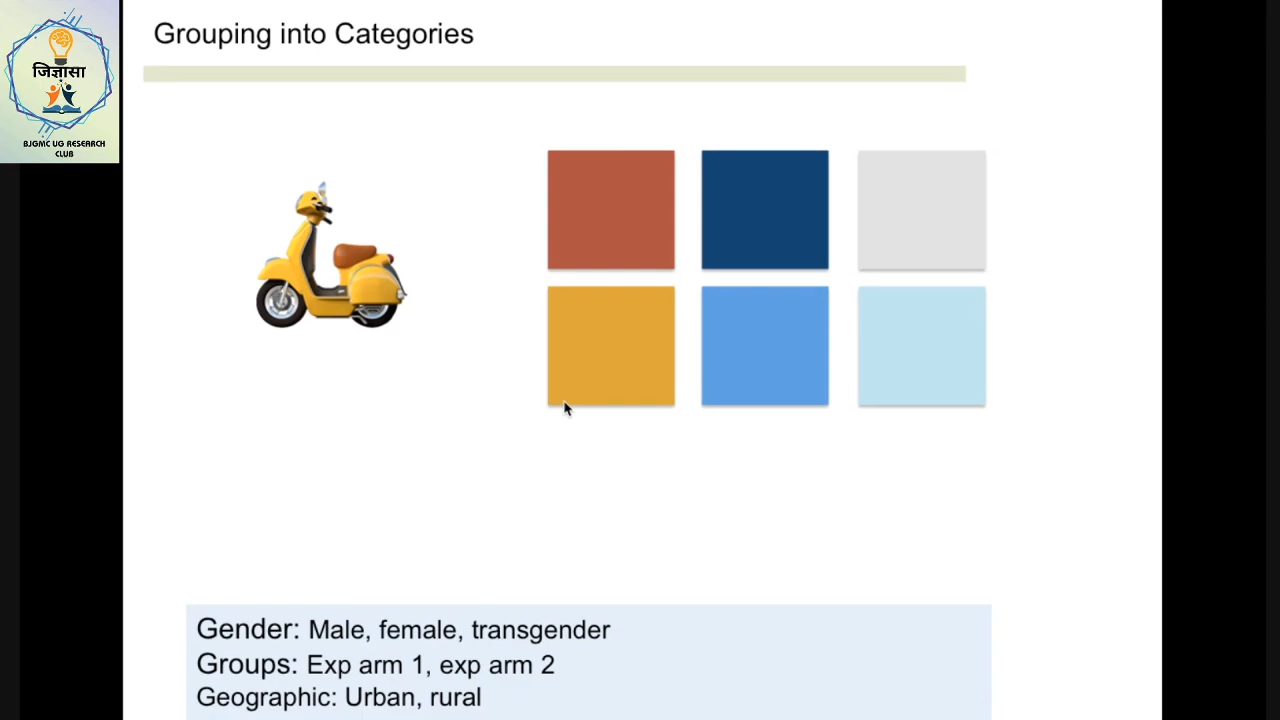 Grouping into Categories
जिज्ञासा
BJGMC UG RESEARCH
CLUB
Gender: Male, female, transgender
Groups: Exp arm 1, exp arm 2
Geographic: Urban, rural